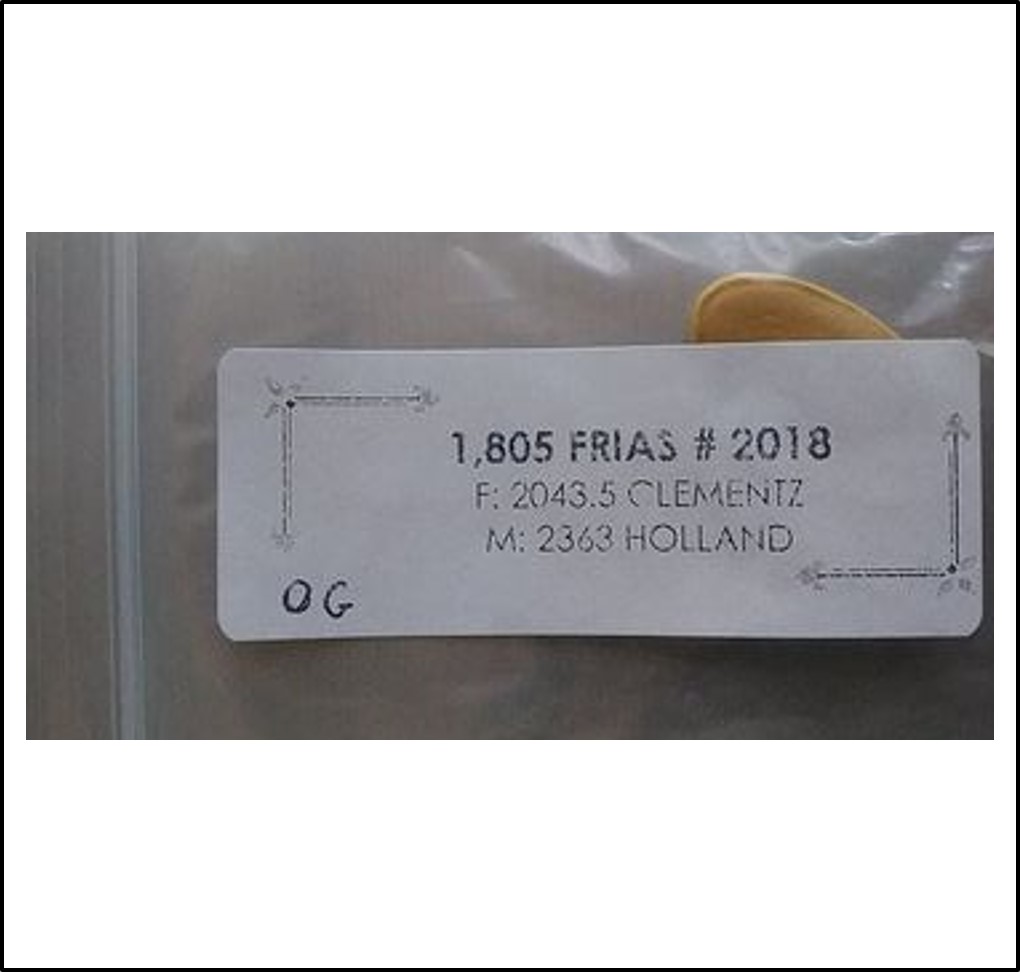 1,805 FRIAS # 2018
F: 2043.5 CLEMENTZ
M: 2363 HOLLAND
OG